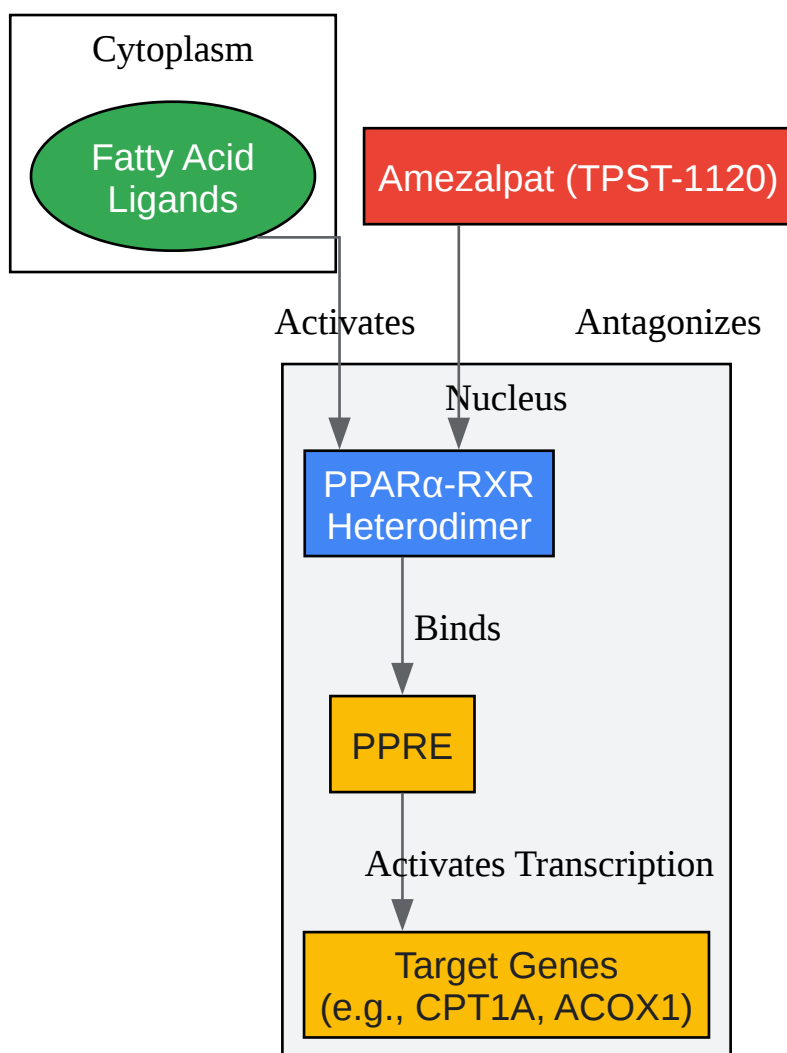 Cytoplasm
Fatty Acid
Ligands
Amezalpat (TPST-1120)
Activates
Antagonizes
Nucleus
PPARα-RXR
Heterodimer
Binds
PPRE
Activates Transcription
Target Genes
(e.g., CPT1A, ACOX1)